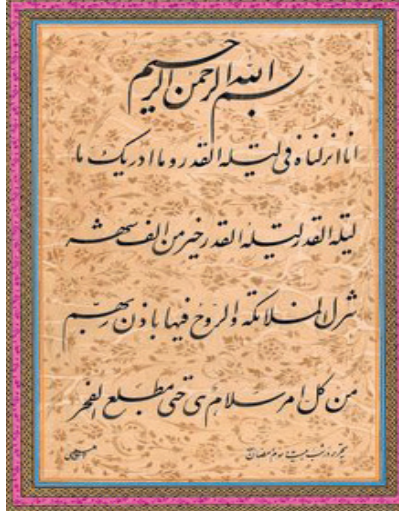 بسم الله الرحمن الرحیم
انا انزلناه فی لیلة القدر و ما ادریک ما
لیلة القدر لیلة القدر خیر من الف شهر
تنزل الملائکة و الروح فیها باذن ربهم
من کل امر سلام هی حتی مطلع الفجر